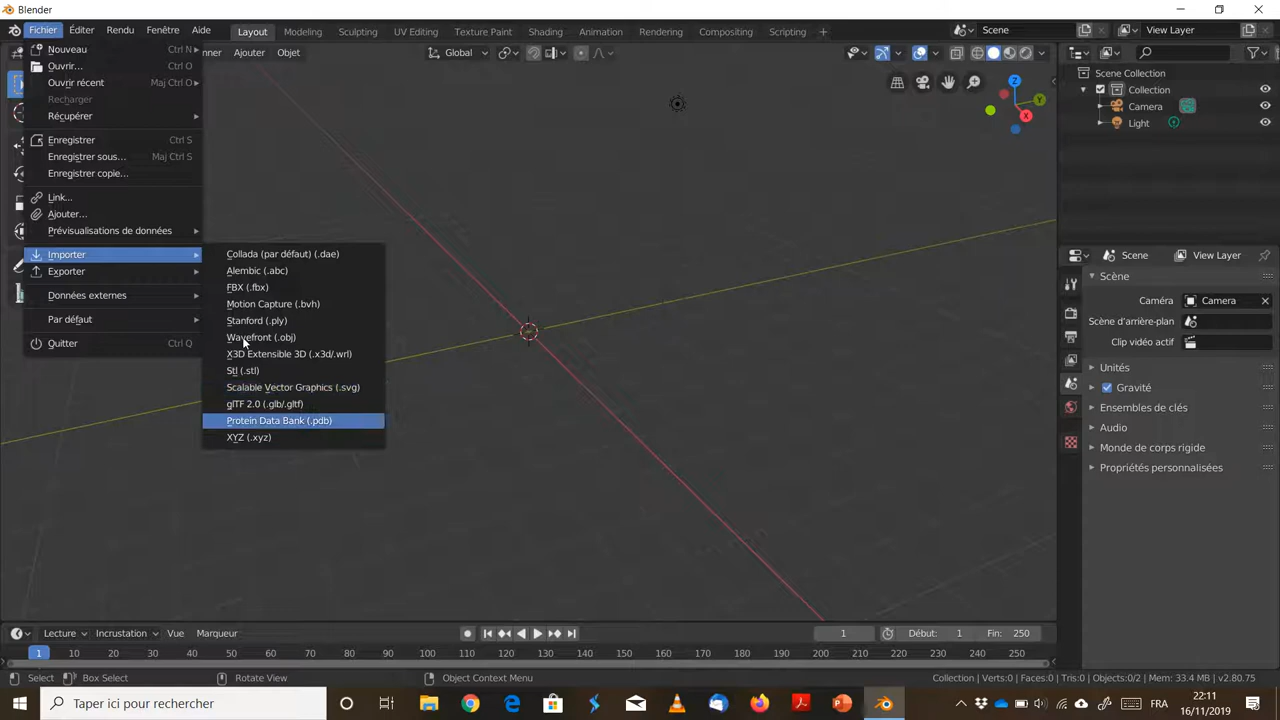 Blender
Fichier Éditer Rendu Fenêtre Aide Layout Modeling Sculpting UV Editing Texture Paint Shading Animation Rendering Compositing Scripting + Scene View Layer
nner Ajouter Objet Global
Nouveau Ctrl N
Ouvrir... Ctrl O
Ouvrir récent Maj Ctrl O
Recharger
Récupérer
Enregistrer Ctrl S
Enregistrer sous... Maj Ctrl S
Enregistrer copie...
Link...
Ajouter...
Prévisualisations de données
Importer
Exporter
Données externes
Par défaut
Quitter Ctrl Q
Collada (par défaut) (.dae)
Alembic (.abc)
FBX (.fbx)
Motion Capture (.bvh)
Stanford (.ply)
Wavefront (.obj)
X3D Extensible 3D (.x3d/.wrl)
Stl (.stl)
Scalable Vector Graphics (.svg)
glTF 2.0 (.glb/.gltf)
Protein Data Bank (.pdb)
XYZ (.xyz)
Z
Y
X
Scene Collection
Collection
Camera
Light
Scene View Layer
Scène
Caméra Camera
Scène d'arrière-plan
Clip vidéo actif
Unités
Gravité
Ensembles de clés
Audio
Monde de corps rigide
Propriétés personnalisées
Lecture Incrustation Vue Marqueur 1 Début: 1 Fin: 250
1 10 20 30 40 50 60 70 80 90 100 110 120 130 140 150 160 170 180 190 200 210 220 230 240 250
Select Box Select Rotate View Object Context Menu Collection | Verts:0 | Faces:0 | Tris:0 | Objects:0/2 | Mem: 33.4 MB | v2.80.75
Taper ici pour rechercher FRA 22:11
16/11/2019